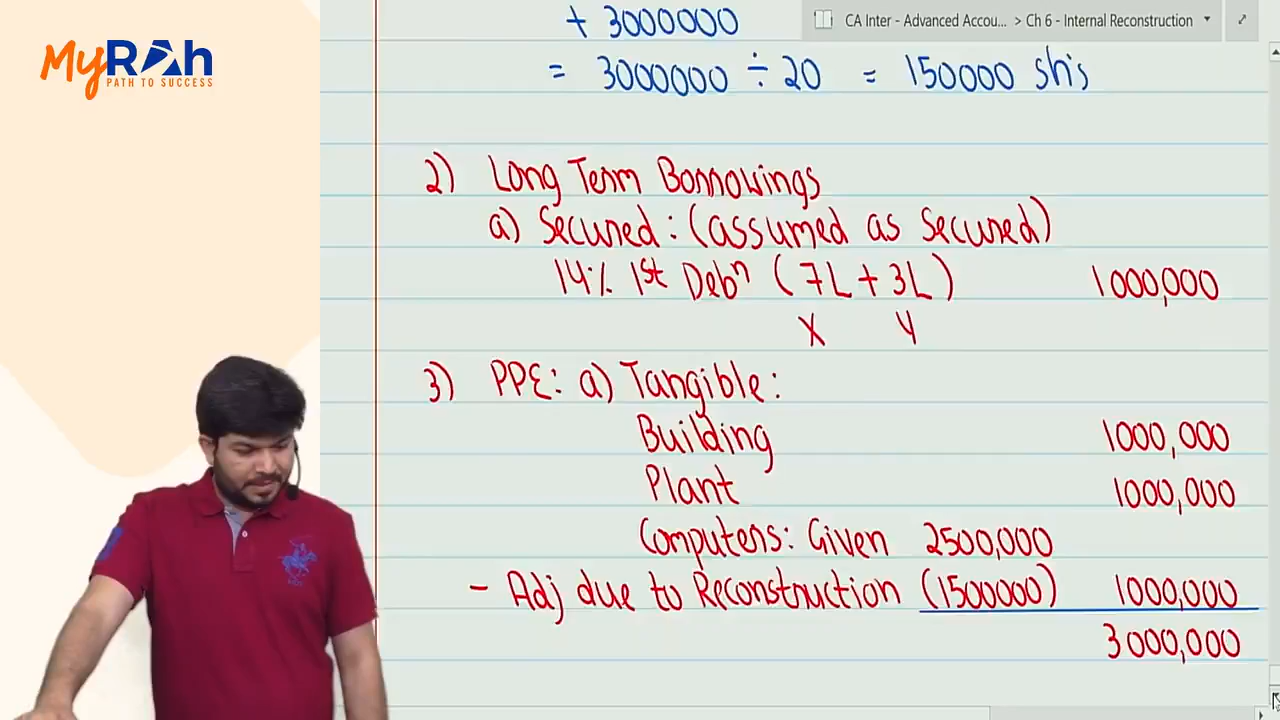 MyRAh
PATH TO SUCCESS
CA Inter - Advanced Accou... > Ch 6 - Internal Reconstruction
+ 3000000
= 3000000 ÷ 20 = 150000 sh's
2) Long Term Borrowings
a) Secured : (assumed as secured)
14% 1st Debn (7L + 3L) 1000,000
X Y
3) PPE: a) Tangible:
Building 1000,000
Plant 1000,000
Computers: Given 2500,000
- Adj due to Reconstruction (1500000) 1000,000
3000,000